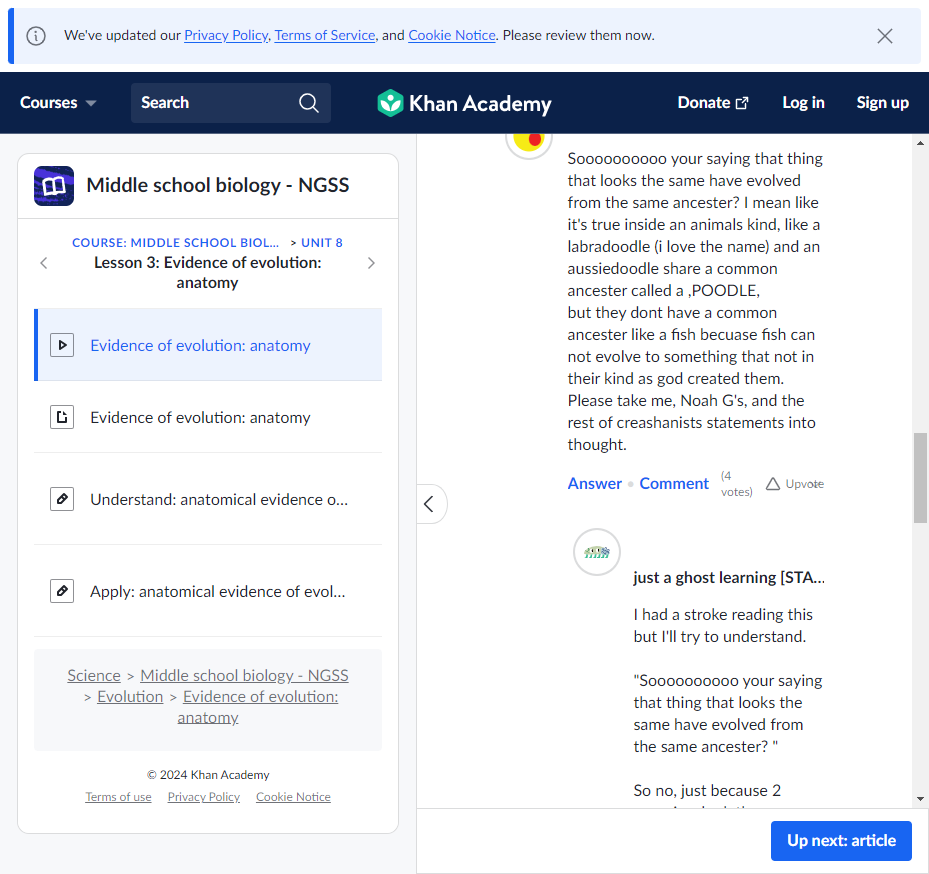 We've updated our Privacy Policy, Terms of Service, and Cookie Notice. Please review them now.
Courses
Search
Khan Academy
Donate
Log in
Sign up
Middle school biology - NGSS
COURSE: MIDDLE SCHOOL BIOL... > UNIT 8
Lesson 3: Evidence of evolution:
anatomy
Evidence of evolution: anatomy
Evidence of evolution: anatomy
Understand: anatomical evidence o...
Apply: anatomical evidence of evol...
Science > Middle school biology - NGSS
> Evolution > Evidence of evolution:
anatomy
© 2024 Khan Academy
Terms of use Privacy Policy Cookie Notice
Soooooooooo your saying that thing
that looks the same have evolved
from the same ancester? I mean like
it's true inside an animals kind, like a
labradoodle (i love the name) and an
aussiedoodle share a common
ancester called a ,POODLE,
but they dont have a common
ancester like a fish becuase fish can
not evolve to something that not in
their kind as god created them.
Please take me, Noah G's, and the
rest of creashanists statements into
thought.
Answer • Comment
(4
votes)
Upvote
just a ghost learning [STA...
I had a stroke reading this
but I'll try to understand.
"Soooooooooo your saying
that thing that looks the
same have evolved from
the same ancester? "
So no, just because 2
Up next: article